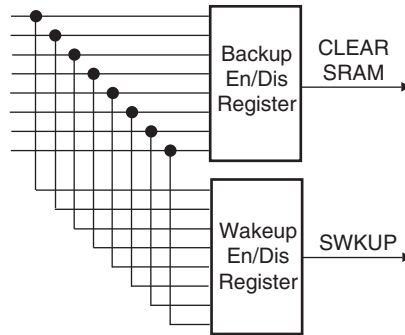 Backup
En/Dis
Register
CLEAR
SRAM
Wakeup
En/Dis
Register
SWKUP